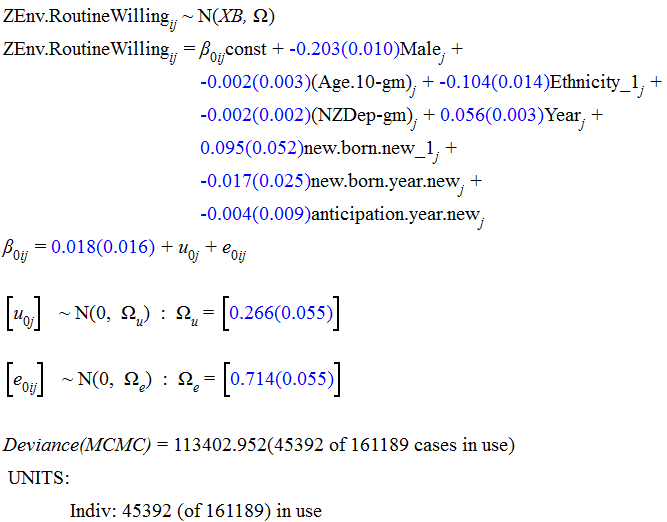 ZEnv.RoutineWillingij ~ N(XB, Ω)
ZEnv.RoutineWillingij = β0ijconst + -0.203(0.010)Malej +
-0.002(0.003)(Age.10-gm)j + -0.104(0.014)Ethnicity_1j +
-0.002(0.002)(NZDep-gm)j + 0.056(0.003)Yearj +
0.095(0.052)new.born.new_1j +
-0.017(0.025)new.born.year.newj +
-0.004(0.009)anticipation.year.newj
β0ij = 0.018(0.016) + u0j + e0ij
[u0j] ~ N(0, Ωu) : Ωu = [0.266(0.055)]
[e0ij] ~ N(0, Ωe) : Ωe = [0.714(0.055)]
Deviance(MCMC) = 113402.952(45392 of 161189 cases in use)
UNITS:
Indiv: 45392 (of 161189) in use